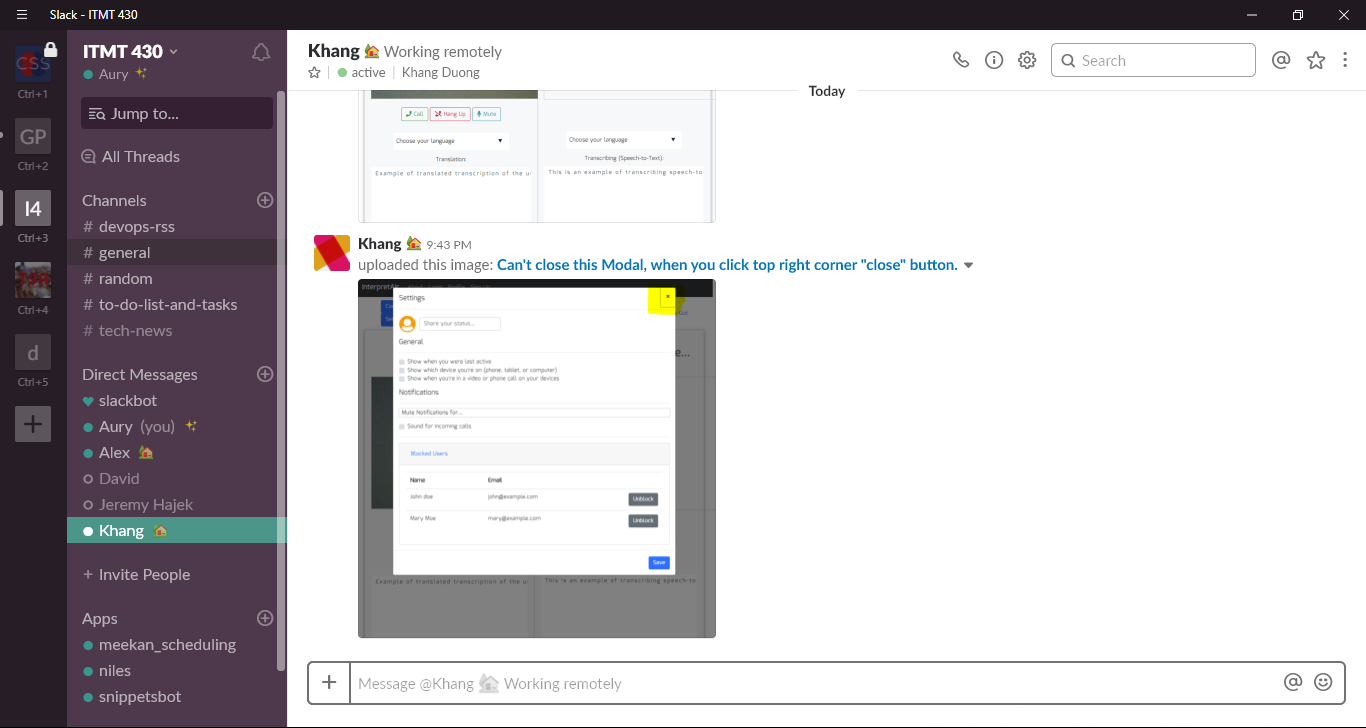 Slack - ITMT 430
CSS
Ctrl+1
GP
Ctrl+2
I4
Ctrl+3
Ctrl+4
d
Ctrl+5
ITMT 430
Aury
Jump to...
All Threads
Channels
# devops-rss
# general
# random
# to-do-list-and-tasks
# tech-news
Direct Messages
slackbot
Aury (you)
Alex
David
Jeremy Hajek
Khang
+ Invite People
Apps
meekan_scheduling
niles
snippetsbot
Khang Working remotely
active
Khang Duong
Search
Today
Call Hang Up Mute
Choose your language
Translation:
Example of translated transcription of the u
Choose your language
Transcribing (Speech-to-Text):
This is an example of transcribing speech-to
Khang 9:43 PM
uploaded this image: Can't close this Modal, when you click top right corner "close" button.
Settings ×
Share your status...
General
Show when you were last active
Show which device you're on (phone, tablet, or computer)
Show when you're in a video or phone call on your devices
Notifications
Mute Notifications for...
Sound for incoming calls
Blocked Users
Name Email
John doe john@example.com Unblock
Mary Moe mary@example.com Unblock
Save
Example of translated transcription of the u
This is an example of transcribing speech-to
Message @Khang Working remotely